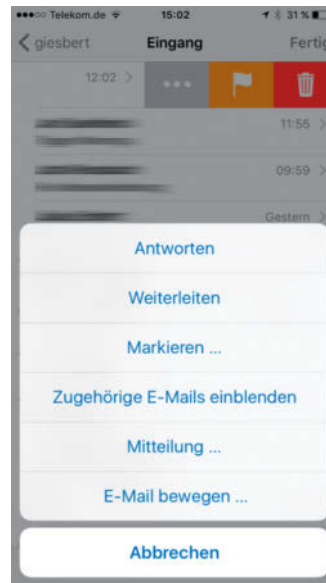 Telekom.de 15:02 31 %
giesbert Eingang Fertig
12:02
11:55
09:59
Gestern
Antworten
Weiterleiten
Markieren ...
Zugehörige E-Mails einblenden
Mitteilung ...
E-Mail bewegen ...
Abbrechen